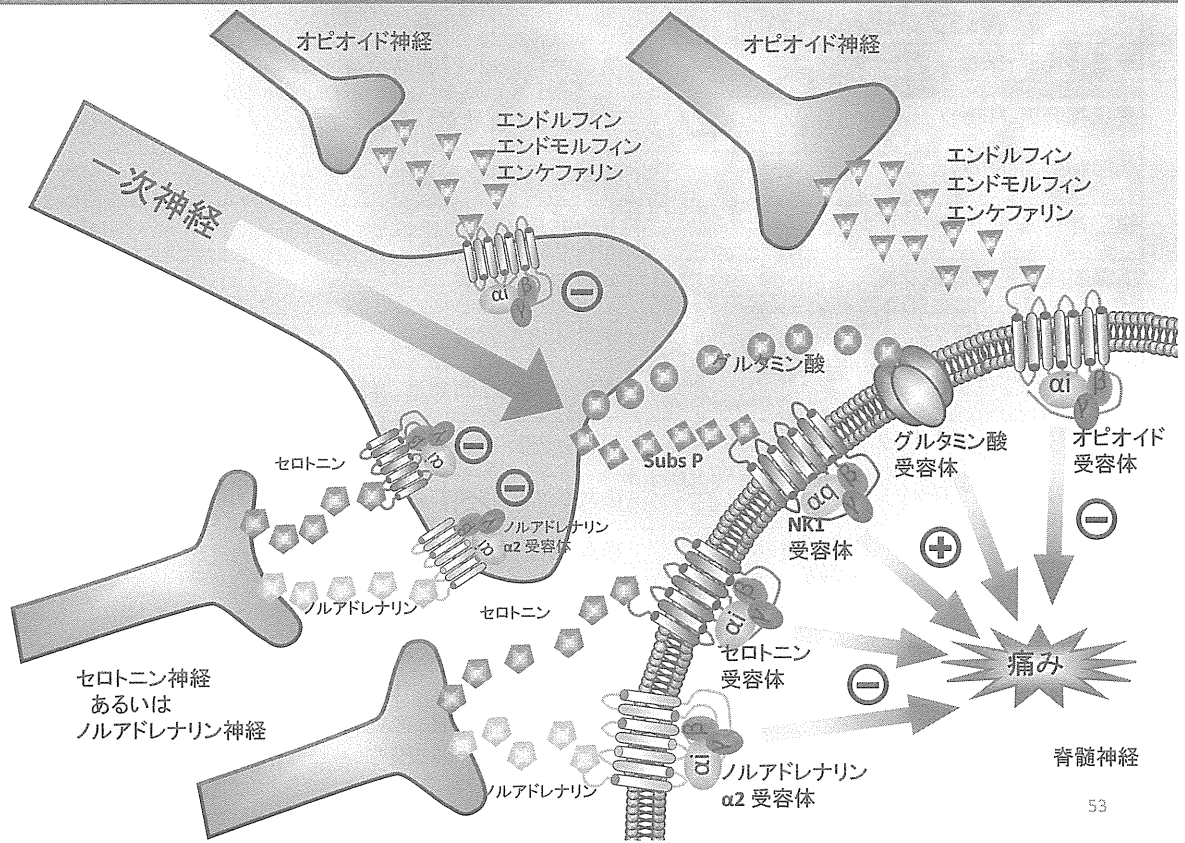 オピオイド神経
オピオイド神経
エンドルフィン
エンドモルフィン
エンケファリン
エンドルフィン
エンドモルフィン
エンケファリン
一次神経
αi
β
γ
αi
β
γ
グルタミン酸
グルタミン酸
受容体
オピオイド
受容体
Subs P
セロトニン
αi
αq
β
γ
NK1
受容体
ノルアドレナリン
α2 受容体
αi
ノルアドレナリン
セロトニン
αi
β
γ
セロトニン
受容体
痛み
セロトニン神経
あるいは
ノルアドレナリン神経
αi
β
γ
ノルアドレナリン
α2 受容体
ノルアドレナリン
脊髄神経
53